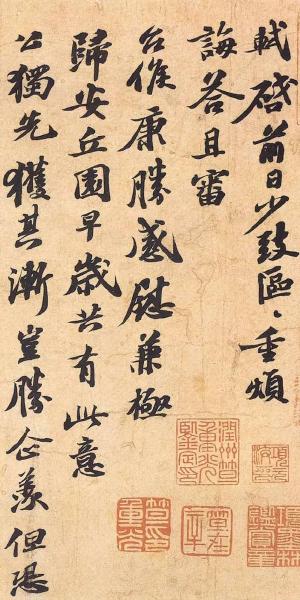 軾啓前日少致區〻重煩
誨答且審
台候康勝感慰兼極
歸安丘園早歲共有此意
公獨先獲其漸豈勝企羨但恐